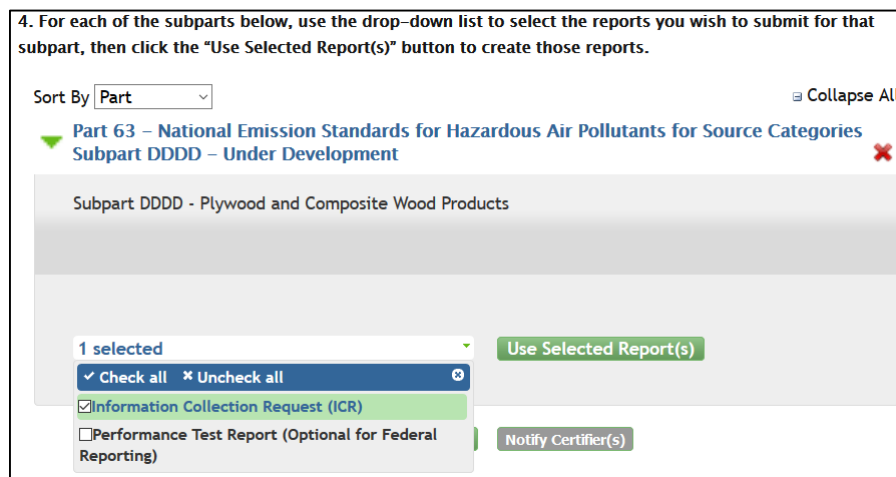 4. For each of the subparts below, use the drop-down list to select the reports you wish to submit for that
subpart, then click the “Use Selected Report(s)” button to create those reports.
Sort By Part
Collapse All
Part 63 – National Emission Standards for Hazardous Air Pollutants for Source Categories
Subpart DDDD – Under Development
Subpart DDDD - Plywood and Composite Wood Products
1 selected
Use Selected Report(s)
Check all Uncheck all
Information Collection Request (ICR)
Performance Test Report (Optional for Federal
Reporting)
Notify Certifier(s)